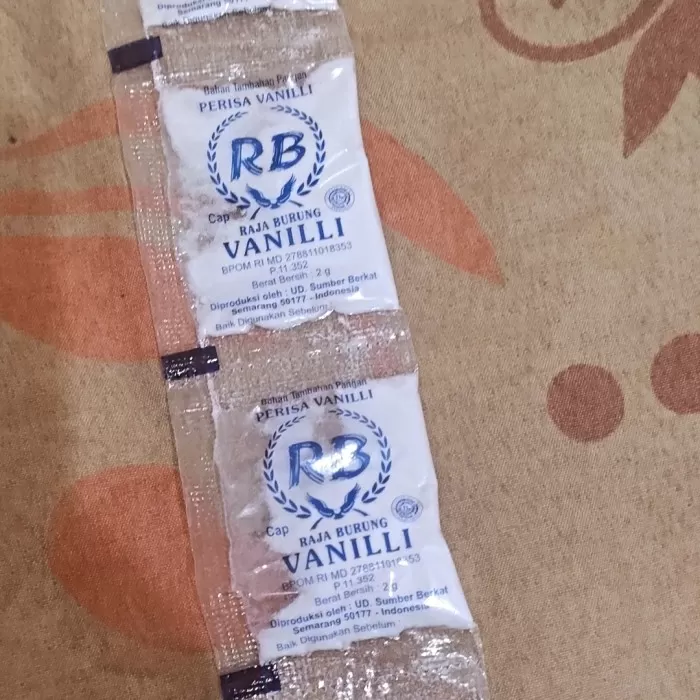 Semarang
Bahan Tambahan Pangan
PERISA VANILLI
RB
Cap
RAJA BURUNG
VANILLI
BPOM RI MD 278811018353
P.11.352
Berat Bersih : 2 g
Diproduksi oleh : UD. Sumber Berkat
Semarang 50177 - Indonesia
Baik Digunakan Sebelum :
Bahan Tambahan Pangan
PERISA VANILLI
RB
Cap
RAJA BURUNG
VANILLI
BPOM RI MD 278811018353
P.11.352
Berat Bersih : 2 g
Diproduksi oleh : UD. Sumber Berkat
Semarang 50177 - Indonesia
Baik Digunakan Sebelum :